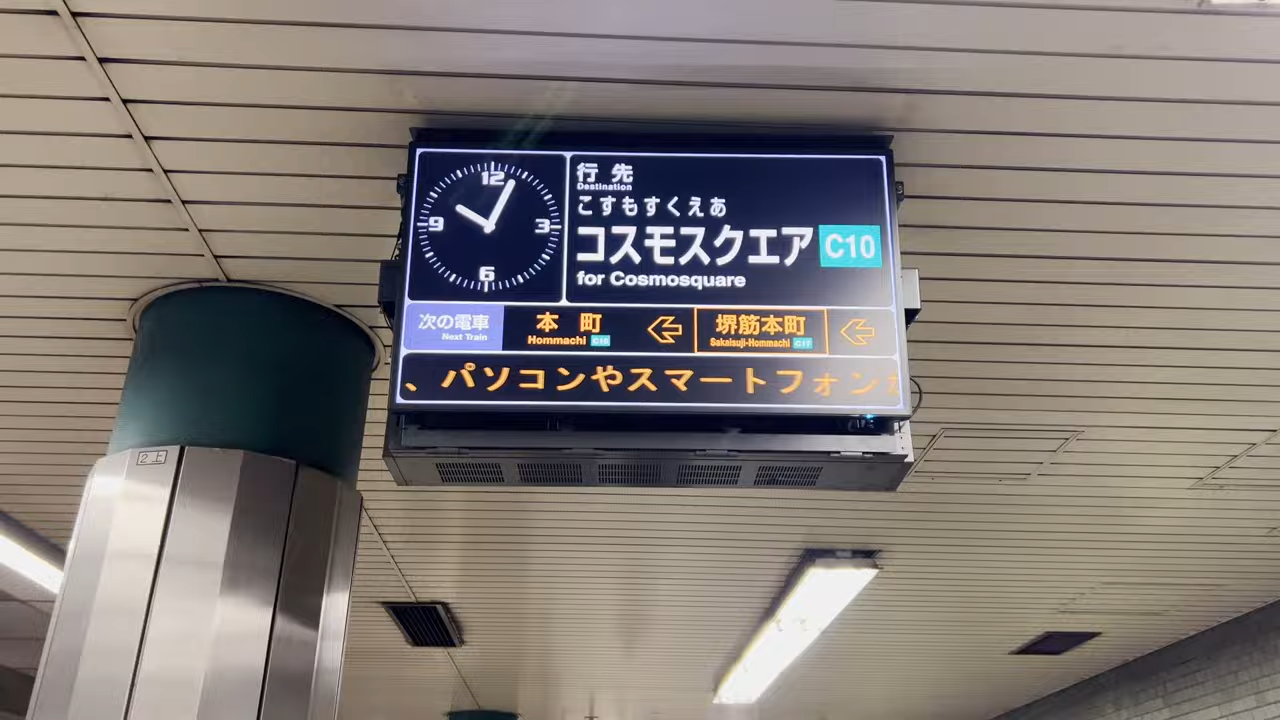 12
3
6
9
行先
Destination
こすもすくえあ
コスモスクエア C10
for Cosmosquare
次の電車
Next Train
本町
Hommachi C16
堺筋本町
Sakaisuji-Hommachi C17
、パソコンやスマートフォン
2上